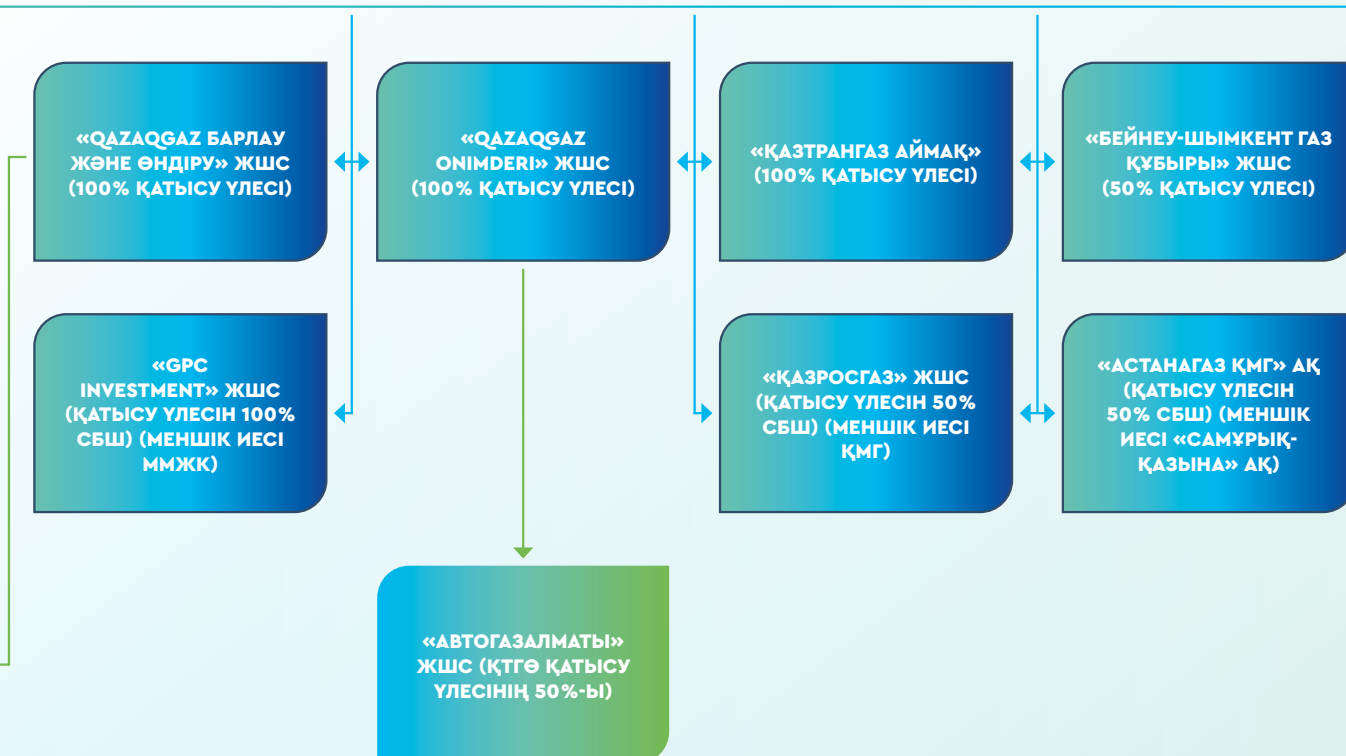 «QAZAQGAZ БАРЛАУ
ЖӘНЕ ӨНДІРУ» ЖШС
(100% ҚАТЫСУ ҮЛЕСІ)
«QAZAQGAZ
ONIMDERI» ЖШС
(100% ҚАТЫСУ ҮЛЕСІ)
«ҚАЗТРАНГАЗ АЙМАҚ»
(100% ҚАТЫСУ ҮЛЕСІ)
«БЕЙНЕУ-ШЫМКЕНТ ГАЗ
ҚҰБЫРЫ» ЖШС
(50% ҚАТЫСУ ҮЛЕСІ)
«GPC
INVESTMENT» ЖШС
(ҚАТЫСУ ҮЛЕСІН 100%
СБШ) (МЕНШІК ИЕСІ
ММЖК)
«ҚАЗРОСГАЗ» ЖШС
(ҚАТЫСУ ҮЛЕСІН 50%
СБШ) (МЕНШІК ИЕСІ
ҚМГ)
«АСТАНАГАЗ ҚМГ» АҚ
(ҚАТЫСУ ҮЛЕСІН
50% СБШ) (МЕНШІК
ИЕСІ «САМҰРЫҚ-
ҚАЗЫНА» АҚ)
«АВТОГАЗАЛМАТЫ»
ЖШС (ҚТГӨ ҚАТЫСУ
ҮЛЕСІНІҢ 50%-Ы)